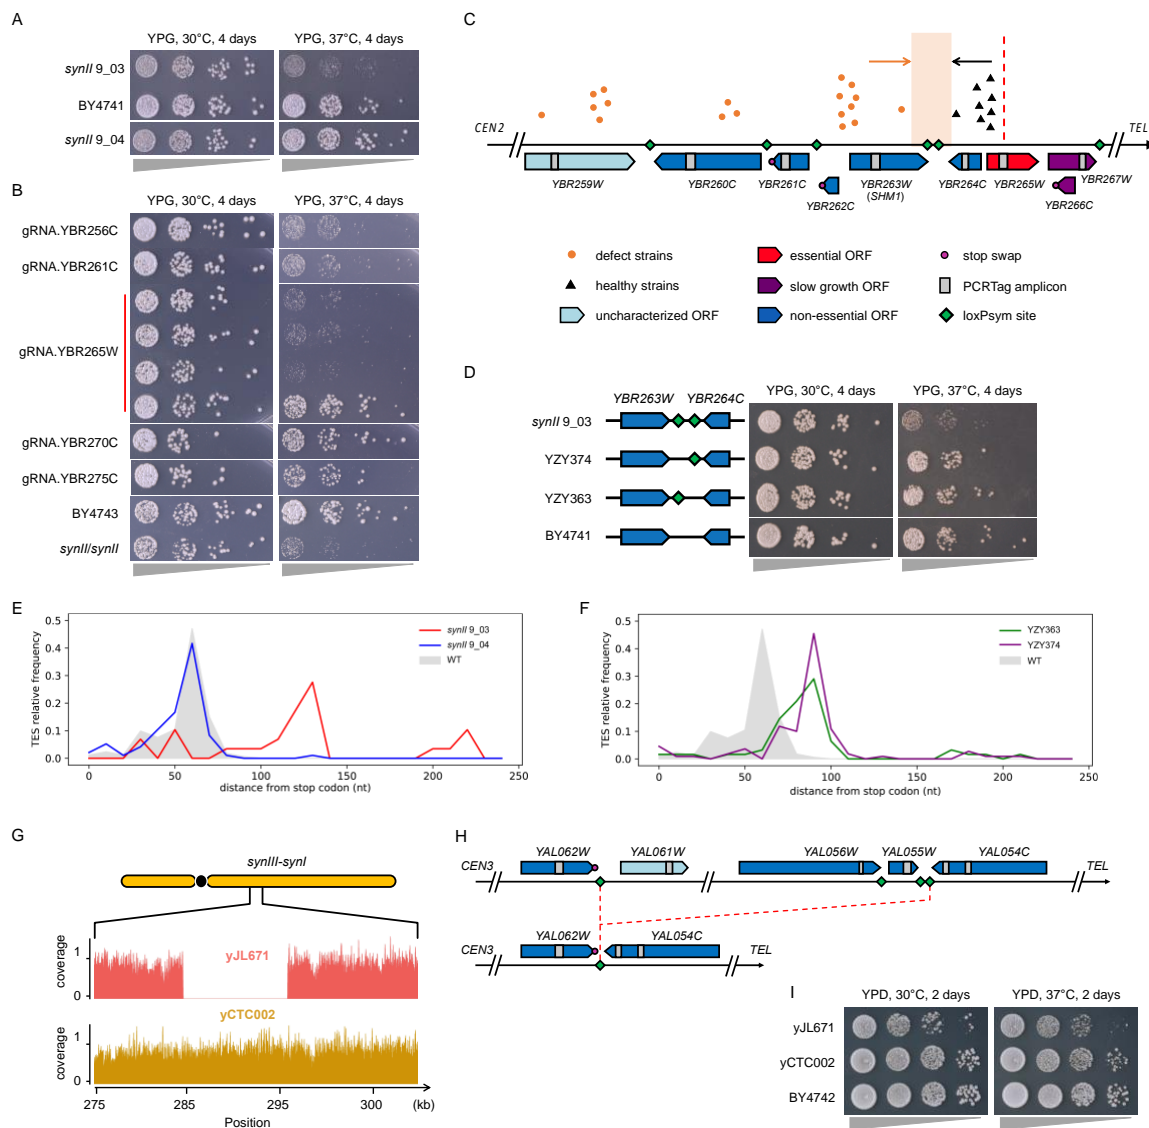 A
YPG, 30°C, 4 days
YPG, 37°C, 4 days
synII 9_03
BY4741
synII 9_04
B
YPG, 30°C, 4 days
YPG, 37°C, 4 days
gRNA.YBR256C
gRNA.YBR261C
gRNA.YBR265W
gRNA.YBR270C
gRNA.YBR275C
BY4743
synII/synII
C
CEN2
TEL
YBR259W
YBR260C
YBR261C
YBR262C
YBR263W
(SHM1)
YBR264C
YBR265W
YBR266C
YBR267W
defect strains
essential ORF
stop swap
healthy strains
slow growth ORF
PCRTag amplicon
uncharacterized ORF
non-essential ORF
loxPsym site
D
YBR263W
YBR264C
YPG, 30°C, 4 days
YPG, 37°C, 4 days
synII 9_03
YZY374
YZY363
BY4741
E
TES relative frequency
0.5
0.4
0.3
0.2
0.1
0.0
synII 9_03
synII 9_04
WT
0
50
100
150
200
250
distance from stop codon (nt)
F
TES relative frequency
0.5
0.4
0.3
0.2
0.1
0.0
YZY363
YZY374
WT
0
50
100
150
200
250
distance from stop codon (nt)
G
synIII-synI
coverage
1
0
yJL671
yCTC002
coverage
1
0
275
285
295
300
(kb)
Position
H
CEN3
YAL062W
YAL061W
YAL056W
YAL055W
YAL054C
TEL
CEN3
YAL062W
YAL054C
TEL
I
YPD, 30°C, 2 days
YPD, 37°C, 2 days
yJL671
yCTC002
BY4742